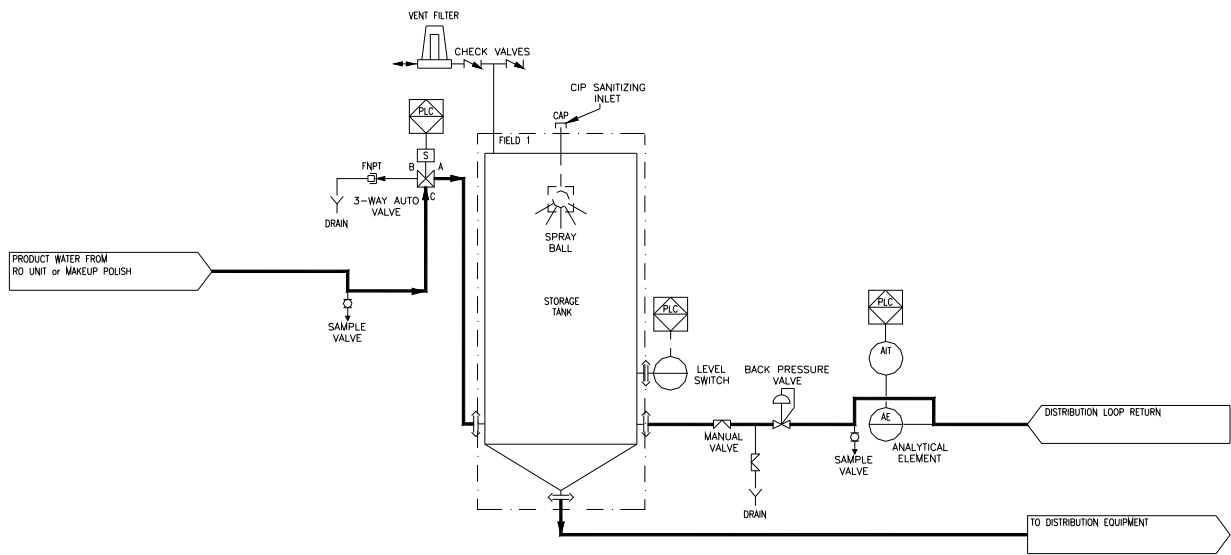 VENT FILTER
CHECK VALVES
CIP SANITIZING
INLET
CAP
PLC
FIELD 1
S
FNPT
B
A
C
3-WAY AUTO
VALVE
DRAIN
SPRAY
BALL
PRODUCT WATER FROM
RO UNIT or MAKEUP POLISH
SAMPLE
VALVE
STORAGE
TANK
PLC
LEVEL
SWITCH
PLC
AIT
BACK PRESSURE
VALVE
AE
DISTRIBUTION LOOP RETURN
MANUAL
VALVE
ANALYTICAL
ELEMENT
SAMPLE
VALVE
DRAIN
TO DISTRIBUTION EQUIPMENT